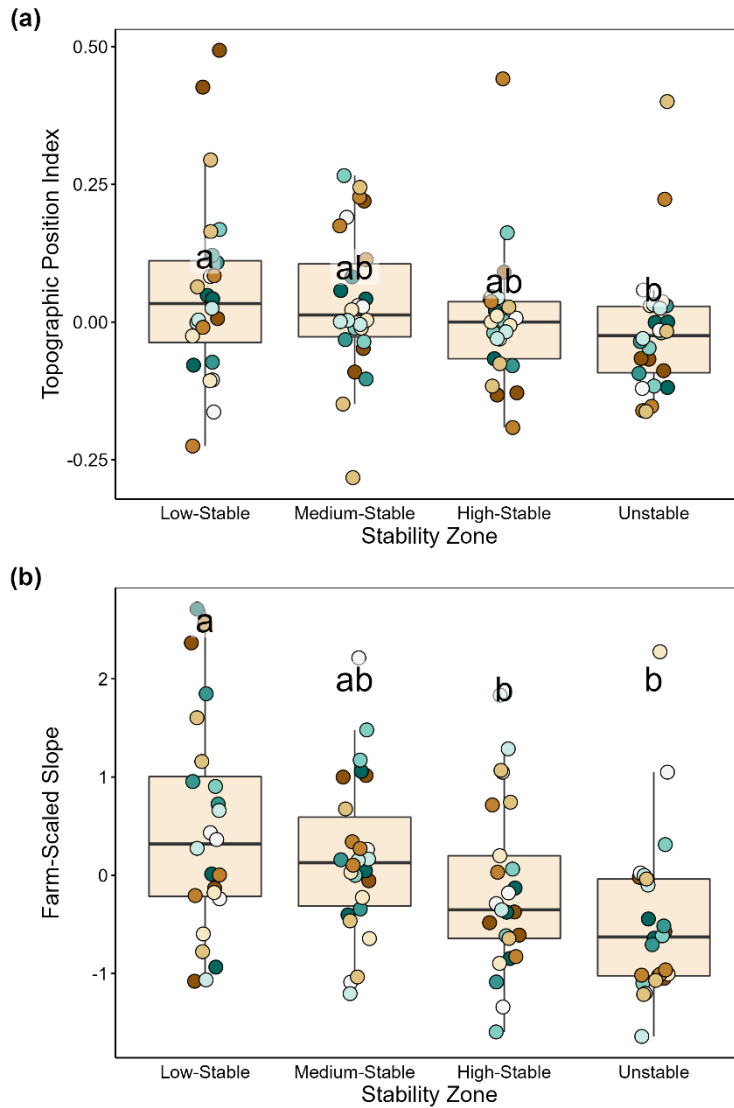 (a)
Topographic Position Index
0.50
0.25
0.00
-0.25
a
ab
ab
b
Low-Stable
Medium-Stable
High-Stable
Unstable
Stability Zone
(b)
Farm-Scaled Slope
2
1
0
-1
a
ab
b
b
Low-Stable
Medium-Stable
High-Stable
Unstable
Stability Zone